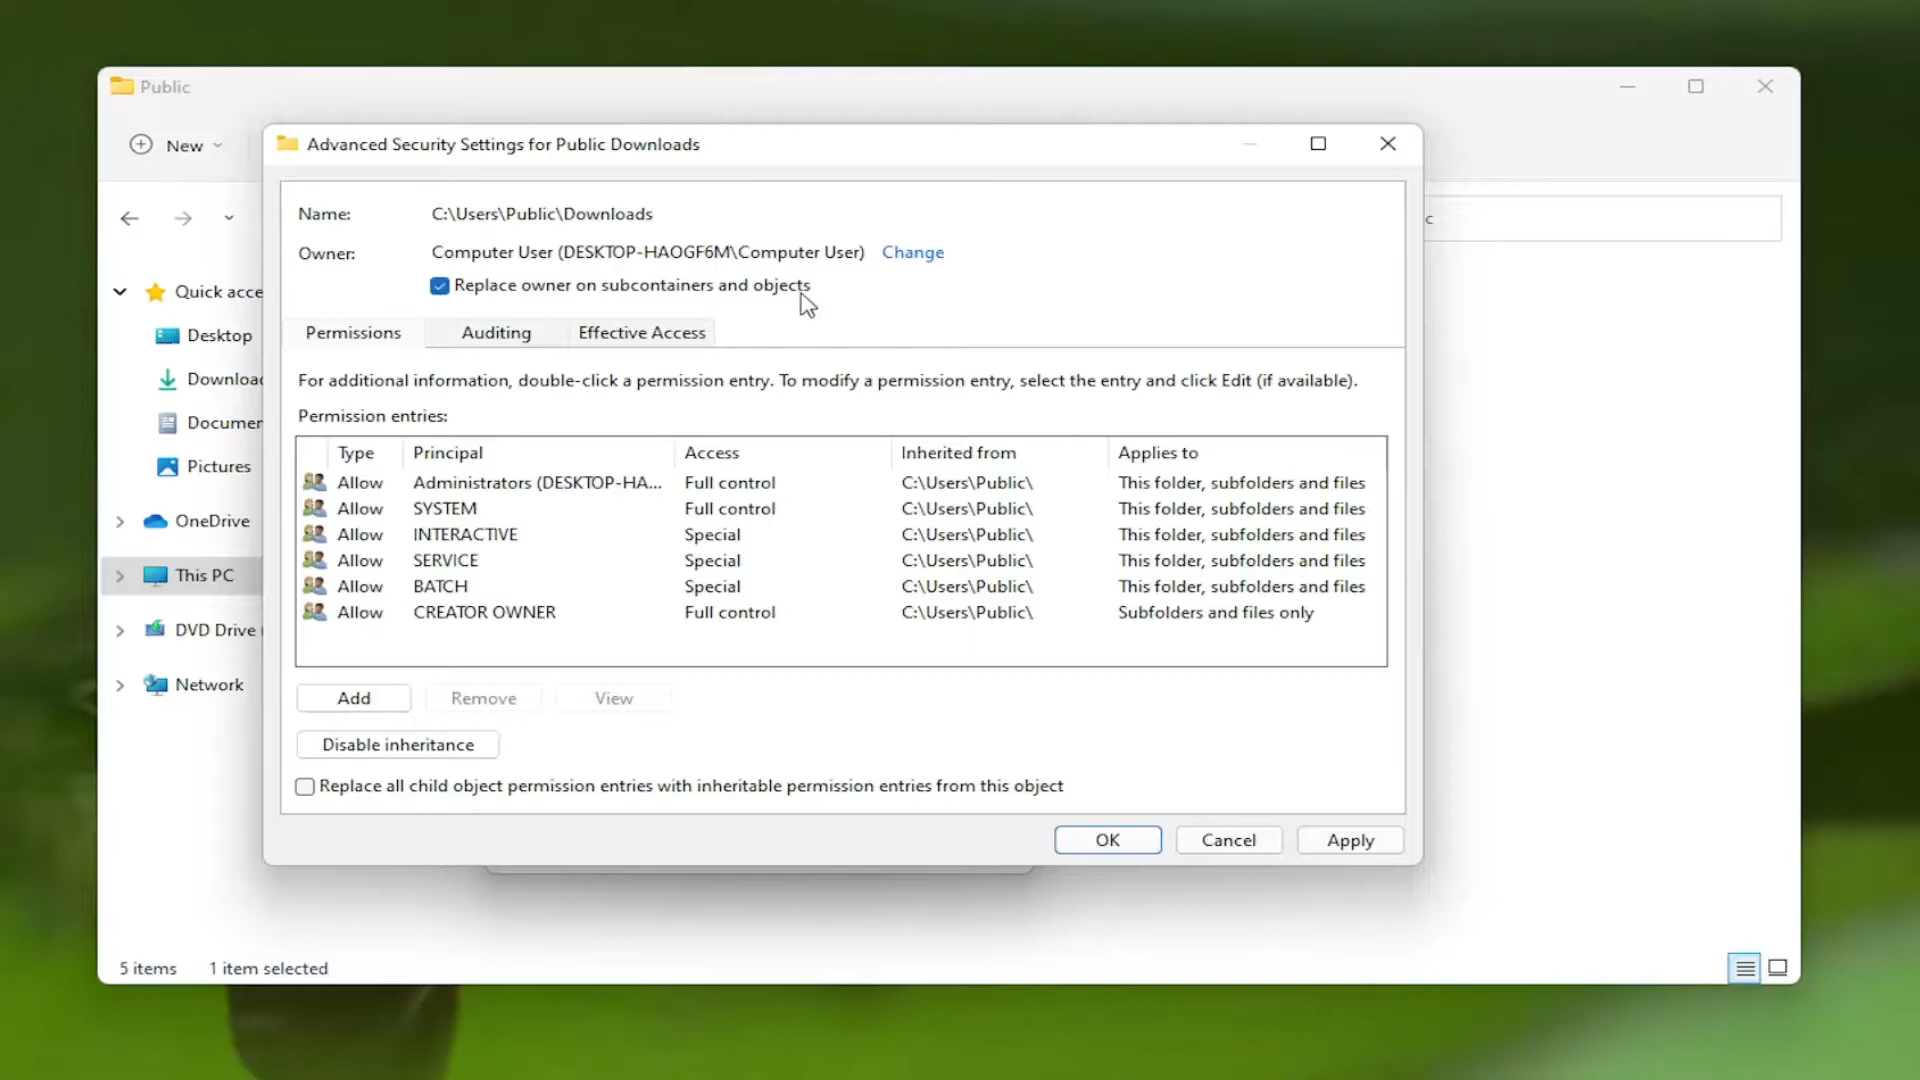 Public
New
Advanced Security Settings for Public Downloads
Name: C:\Users\Public\Downloads
Owner: Computer User (DESKTOP-HAOGF6M\Computer User) Change
Replace owner on subcontainers and objects
c
Quick acce
Desktop
Downloac
Documer
Pictures
OneDrive
This PC
DVD Drive (
Network
Permissions Auditing Effective Access
For additional information, double-click a permission entry. To modify a permission entry, select the entry and click Edit (if available).
Permission entries:
Type Principal Access Inherited from Applies to
Allow Administrators (DESKTOP-HA... Full control C:\Users\Public\ This folder, subfolders and files
Allow SYSTEM Full control C:\Users\Public\ This folder, subfolders and files
Allow INTERACTIVE Special C:\Users\Public\ This folder, subfolders and files
Allow SERVICE Special C:\Users\Public\ This folder, subfolders and files
Allow BATCH Special C:\Users\Public\ This folder, subfolders and files
Allow CREATOR OWNER Full control C:\Users\Public\ Subfolders and files only
Add Remove View
Disable inheritance
Replace all child object permission entries with inheritable permission entries from this object
OK Cancel Apply
5 items 1 item selected